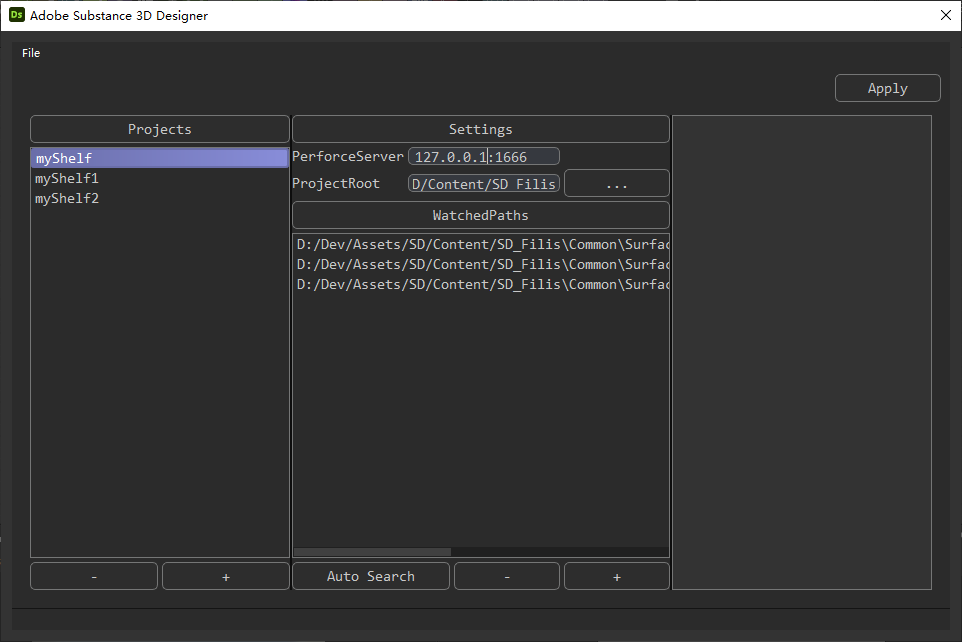 Ds Adobe Substance 3D Designer
File
Apply
Projects
myShelf
myShelf1
myShelf2
- +
Settings
PerforceServer 127.0.0.1:1666
ProjectRoot D/Content/SD_Filis ...
WatchedPaths
D:/Dev/Assets/SD/Content/SD_Filis\Common\Surfac
D:/Dev/Assets/SD/Content/SD_Filis\Common\Surfac
D:/Dev/Assets/SD/Content/SD_Filis\Common\Surfac
Auto Search - +